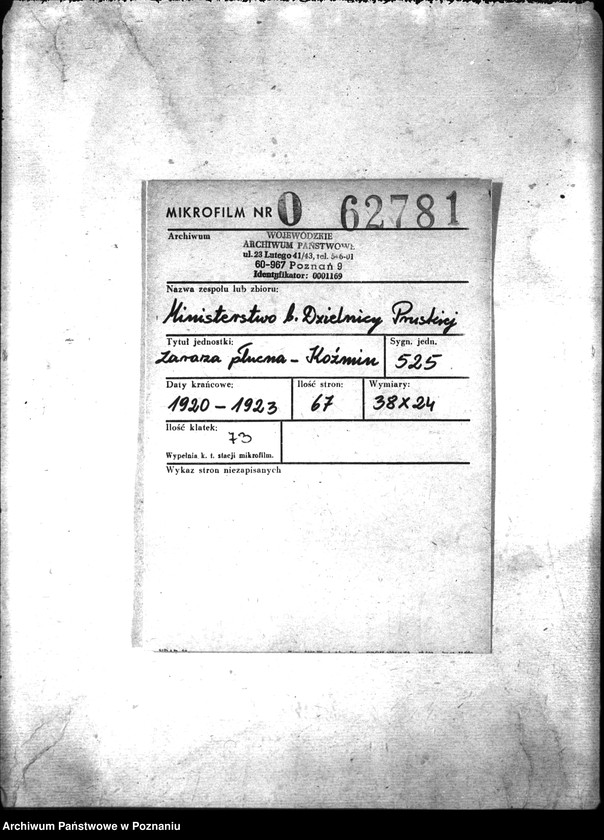 MIKROFILM NR O 62781
Archiwum
WOJEWÓDZKIE
ARCHIWUM PAŃSTWOWE
ul. 23 Lutego 41/43, tel. 546-01
60-967 Poznań 9
Identyfikator: 0001169
Nazwa zespołu lub zbioru:
Ministerstwo b. Dzielnicy Pruskiej
Tytuł jednostki: Sygn. jedn.
zaraza płucna - Koźmin 525
Daty krańcowe: Ilość stron: Wymiary:
1920 - 1923 67 38x24
Ilość klatek:
73
Wypełnia k. t. stacji mikrofilm.
Wykaz stron niezapisanych
Archiwum Państwowe w Poznaniu